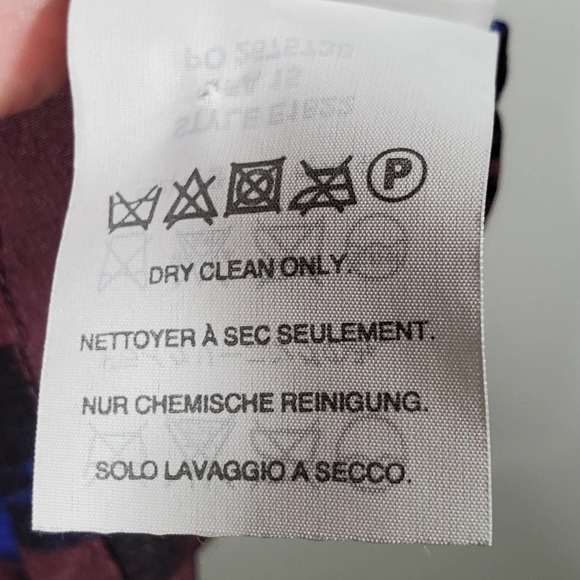 P
DRY CLEAN ONLY.
NETTOYER À SEC SEULEMENT.
NUR CHEMISCHE REINIGUNG.
SOLO LAVAGGIO A SECCO.